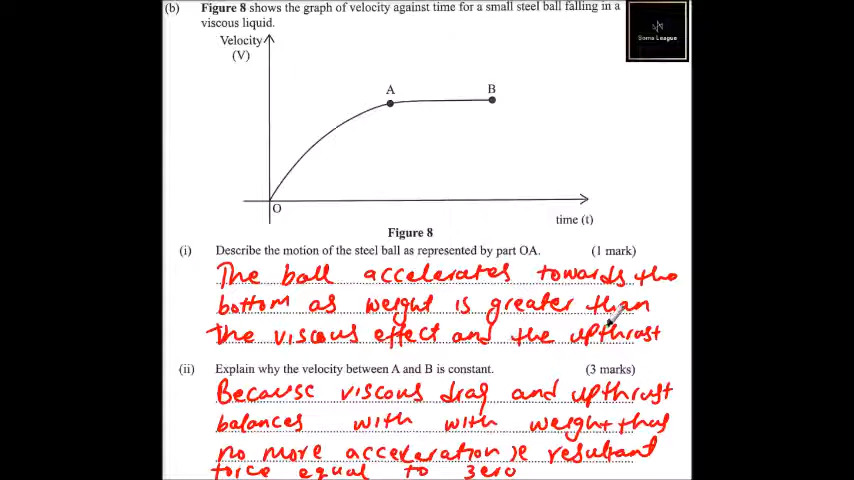 (b) Figure 8 shows the graph of velocity against time for a small steel ball falling in a
viscous liquid.
Soma League
Velocity
(V)
A
B
O
time (t)
Figure 8
(i) Describe the motion of the steel ball as represented by part OA. (1 mark)
The ball accelerates towards the
bottom as weight is greater than
the viscous effect and the upthrust
(ii) Explain why the velocity between A and B is constant. (3 marks)
Because viscous drag and upthrust
balances with with weight thus
no more acceleration ie resultant
force equal to zero